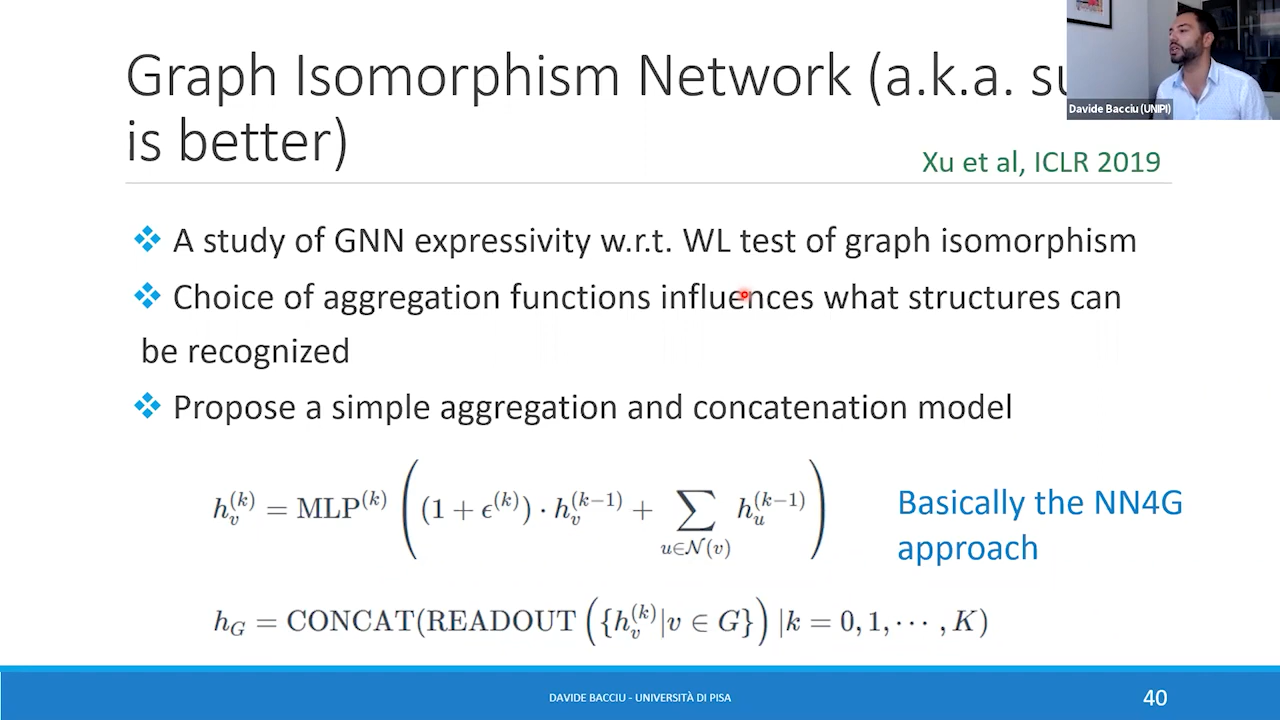 Graph Isomorphism Network (a.k.a.
is better)
Davide Bacciu (UNIPI)
Xu et al, ICLR 2019
❖ A study of GNN expressivity w.r.t. WL test of graph isomorphism
❖ Choice of aggregation functions influences what structures can
be recognized
❖ Propose a simple aggregation and concatenation model
h_v^{(k)} = MLP^{(k)} ( (1 + ϵ^{(k)}) · h_v^{(k−1)} + ∑_{u∈N(v)} h_u^{(k−1)} )
Basically the NN4G
approach
h_G = CONCAT(READOUT ({h_v^{(k)}|v ∈ G}) |k = 0, 1, ⋯ , K)
DAVIDE BACCIU - UNIVERSITÀ DI PISA
40